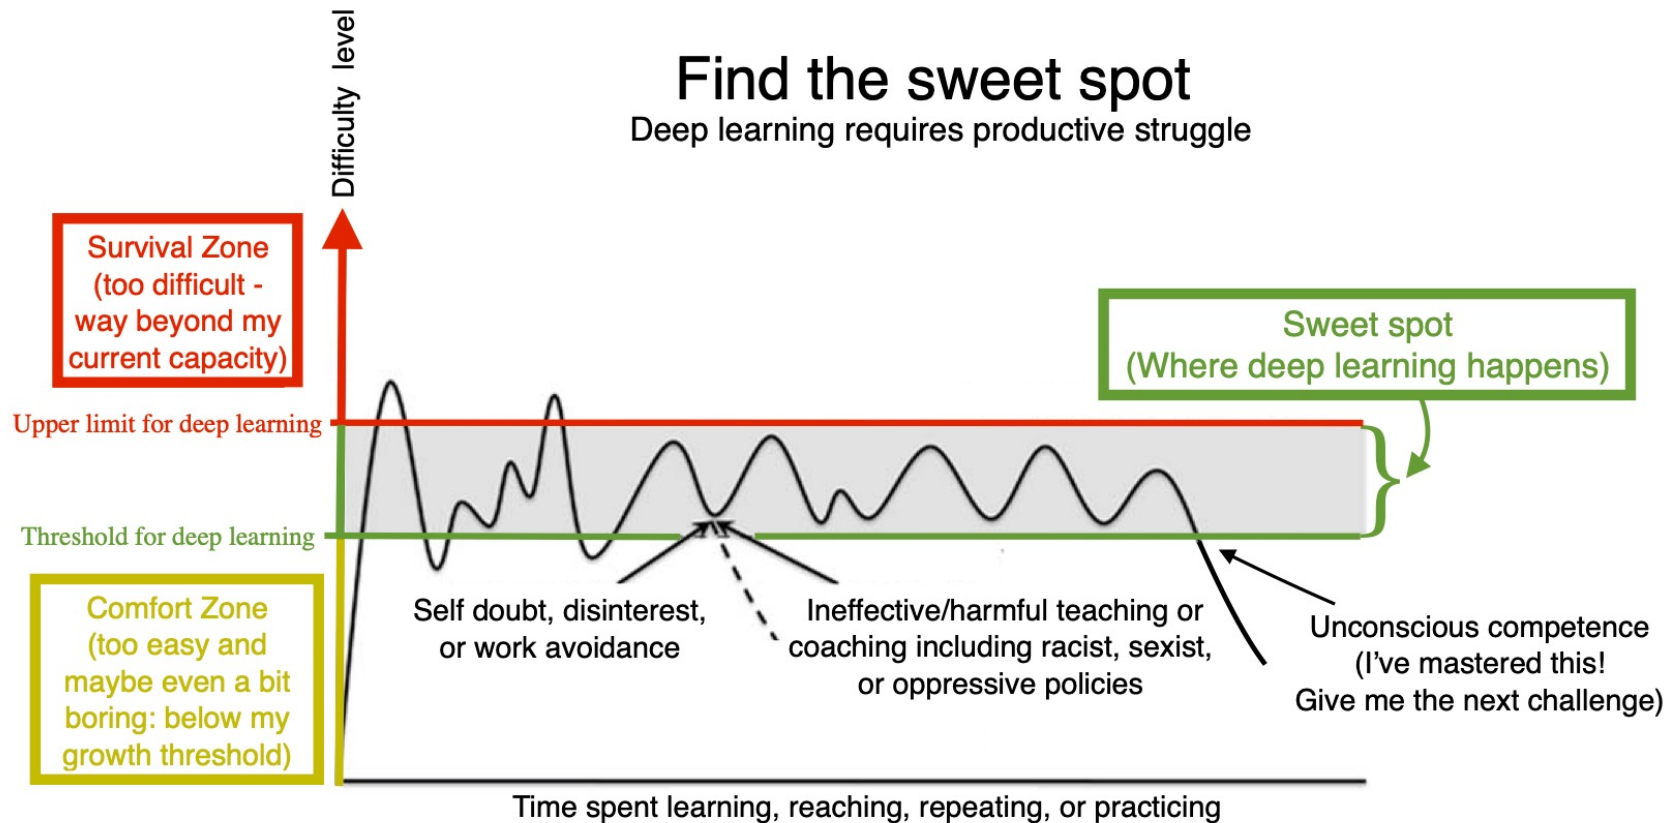 Difficulty level
Find the sweet spot
Deep learning requires productive struggle
Survival Zone
(too difficult -
way beyond my
current capacity)
Sweet spot
(Where deep learning happens)
Upper limit for deep learning
Threshold for deep learning
Comfort Zone
(too easy and
maybe even a bit
boring: below my
growth threshold)
Self doubt, disinterest,
or work avoidance
Ineffective/harmful teaching or
coaching including racist, sexist,
or oppressive policies
Unconscious competence
(I've mastered this!
Give me the next challenge)
Time spent learning, reaching, repeating, or practicing